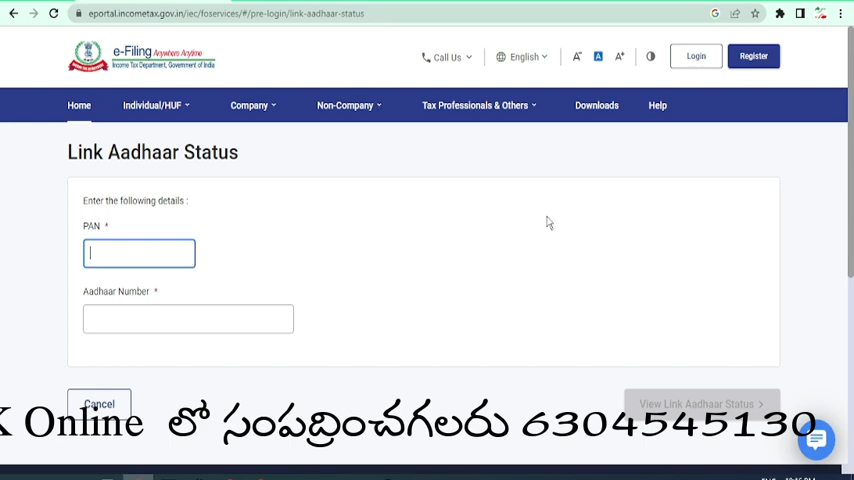 eportal.incometax.gov.in/iec/foservices/#/pre-login/link-aadhaar-status
e-Filing Anywhere Anytime
Income Tax Department, Government of India
Call Us
English
A-
A
A+
Login
Register
Home
Individual/HUF
Company
Non-Company
Tax Professionals & Others
Downloads
Help
Link Aadhaar Status
Enter the following details :
PAN *
Aadhaar Number *
Cancel
View Link Aadhaar Status >
K Online లో సంపద్రించగలరు 6304545130